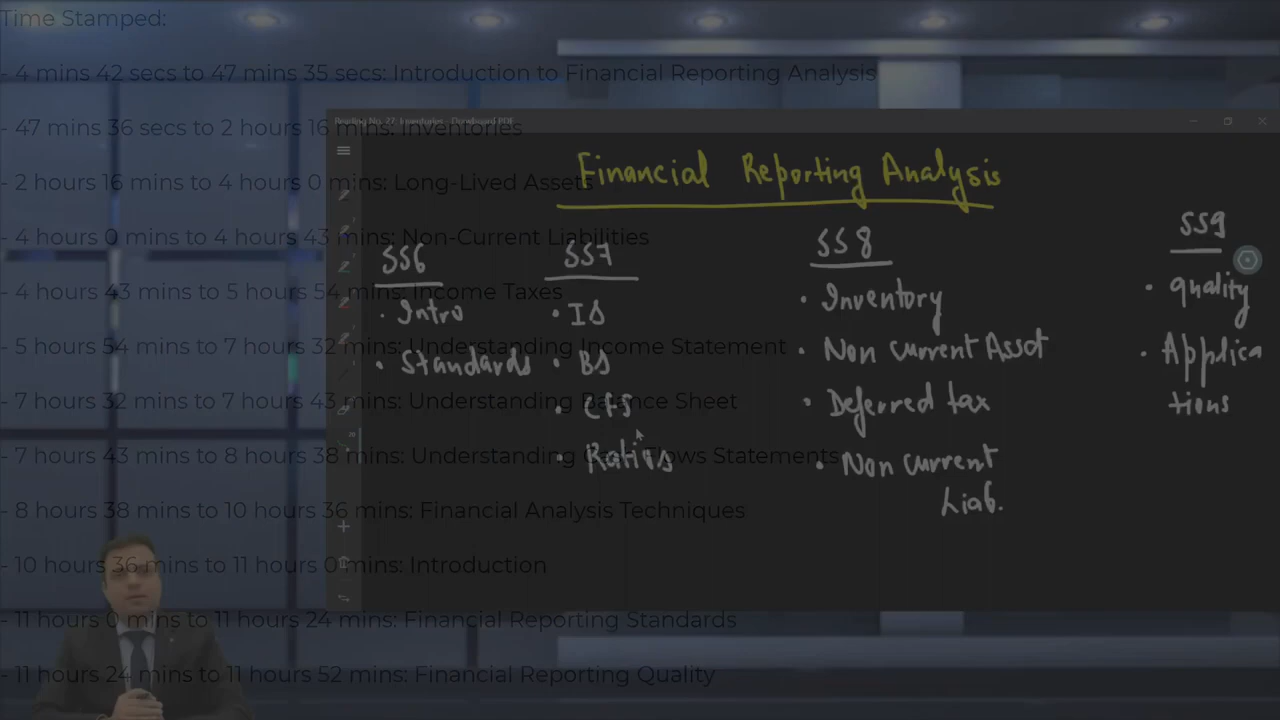 Time Stamped:
- 4 mins 42 secs to 47 mins 35 secs: Introduction to Financial Reporting Analysis
- 47 mins 36 secs to 2 hours 16 mins: Inventories
- 2 hours 16 mins to 4 hours 0 mins: Long-Lived Assets
- 4 hours 0 mins to 4 hours 43 mins: Non-Current Liabilities
- 4 hours 43 mins to 5 hours 54 mins: Income Taxes
- 5 hours 54 mins to 7 hours 32 mins: Understanding Income Statement
- 7 hours 32 mins to 7 hours 43 mins: Understanding Balance Sheet
- 7 hours 43 mins to 8 hours 38 mins: Understanding Cash Flows Statements
- 8 hours 38 mins to 10 hours 36 mins: Financial Analysis Techniques
- 10 hours 36 mins to 11 hours 0 mins: Introduction
- 11 hours 0 mins to 11 hours 24 mins: Financial Reporting Standards
- 11 hours 24 mins to 11 hours 52 mins: Financial Reporting Quality
Reading No. 27, Inventories - Drawboard PDF
Financial Reporting Analysis
SS6
• Intro
• Standards
SS7
• IS
• BS
• CFS
• Ratios
SS8
• Inventory
• Non current Asset
• Deferred tax
• Non current
Liab.
SS9
• quality
• Applica
tions